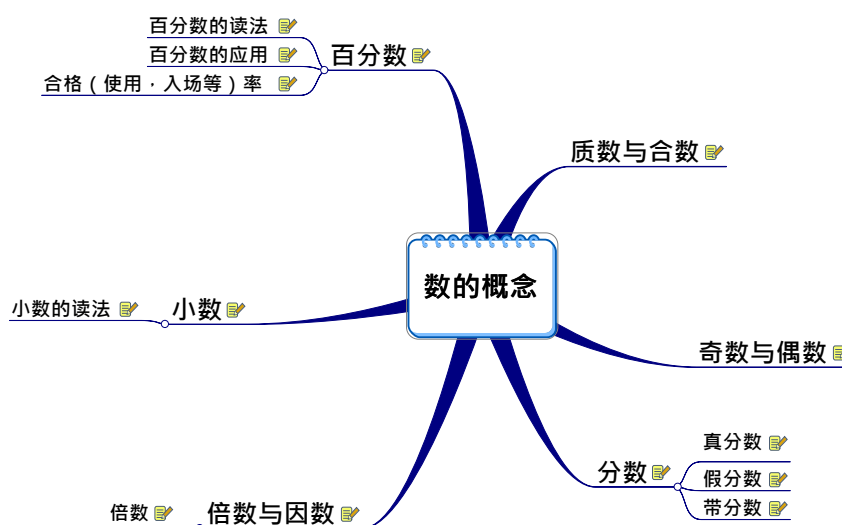 百分数的读法
百分数的应用
合格（使用·入场等）率
百分数
质数与合数
数的概念
小数的读法
小数
奇数与偶数
真分数
分数
假分数
带分数
倍数
倍数与因数